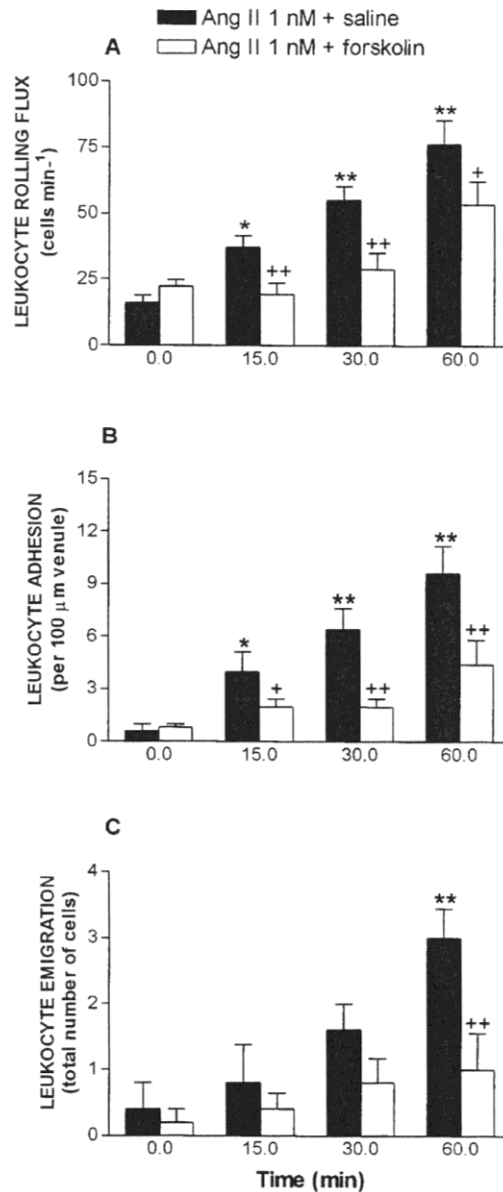 Ang II 1 nM + saline
Ang II 1 nM + forskolin
A
LEUKOCYTE ROLLING FLUX
(cells min-1)
100
75
50
25
0
*
++
**
++
**
+
0.0 15.0 30.0 60.0
B
LEUKOCYTE ADHESION
(per 100 µm venule)
15
12
9
6
3
0
*
+
**
++
**
++
0.0 15.0 30.0 60.0
C
LEUKOCYTE EMIGRATION
(total number of cells)
4
3
2
1
0
**
++
0.0 15.0 30.0 60.0
Time (min)